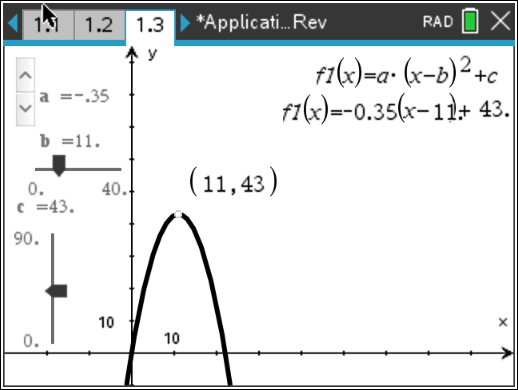 1.1 1.2 1.3 *Applicati…Rev RAD
y
f1(x)=a·(x-b)²+c
a =-.35
f1(x)=-0.35(x-11)+ 43.
b =11.
(11,43)
0. 40.
c =43.
90.
10
10
x
0.